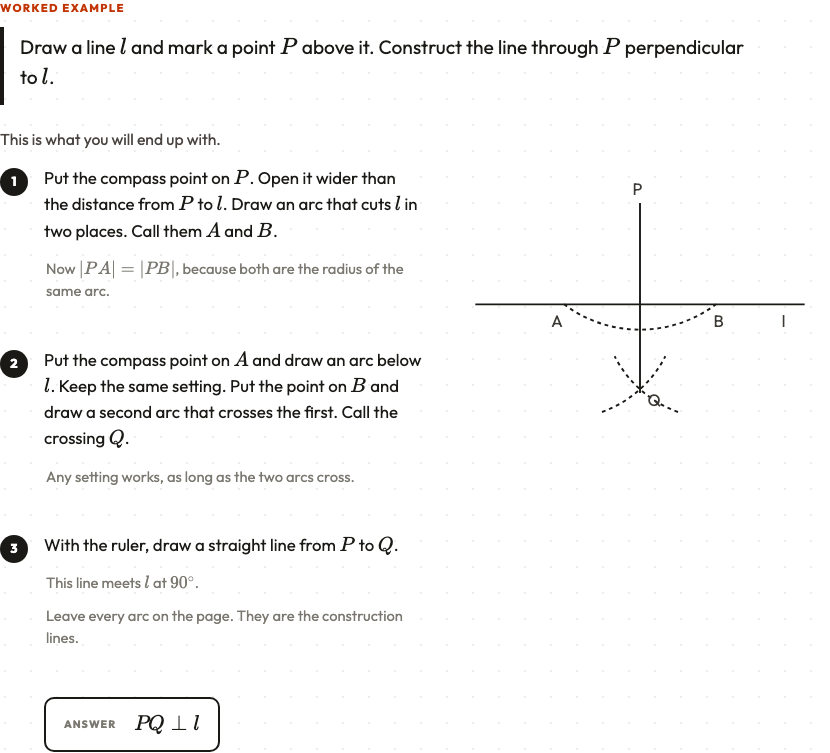 WORKED EXAMPLE
Draw a line l and mark a point P above it. Construct the line through P perpendicular
to l.
This is what you will end up with.
1
Put the compass point on P. Open it wider than
the distance from P to l. Draw an arc that cuts l in
two places. Call them A and B.
Now |PA| = |PB|, because both are the radius of the
same arc.
2
Put the compass point on A and draw an arc below
l. Keep the same setting. Put the point on B and
draw a second arc that crosses the first. Call the
crossing Q.
Any setting works, as long as the two arcs cross.
3
With the ruler, draw a straight line from P to Q.
This line meets l at 90°.
Leave every arc on the page. They are the construction
lines.
ANSWER PQ ⊥ l
P
A B l
Q